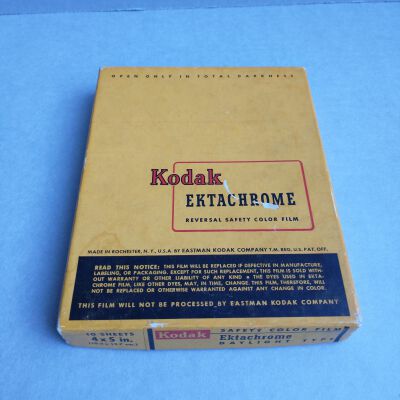 OPEN ONLY IN TOTAL DARKNESS
Kodak
EKTACHROME
REVERSAL SAFETY COLOR FILM
MADE IN ROCHESTER, N. Y., U.S.A. BY EASTMAN KODAK COMPANY T.M. REG. U.S. PAT. OFF.
READ THIS NOTICE: THIS FILM WILL BE REPLACED IF DEFECTIVE IN MANUFACTURE,
LABELING, OR PACKAGING. EXCEPT FOR SUCH REPLACEMENT, THIS FILM IS SOLD WITH-
OUT WARRANTY OR OTHER LIABILITY OF ANY KIND • THE DYES USED IN EKTA-
CHROME FILM, LIKE OTHER DYES, MAY, IN TIME, CHANGE. THIS FILM, THEREFORE, WILL
NOT BE REPLACED OR OTHERWISE WARRANTED AGAINST ANY CHANGE IN COLOR.
THIS FILM WILL NOT BE PROCESSED BY EASTMAN KODAK COMPANY
10 SHEETS
4 x 5 in.
Kodak
SAFETY COLOR FILM
Ektachrome
DAYLIGHT TYPE